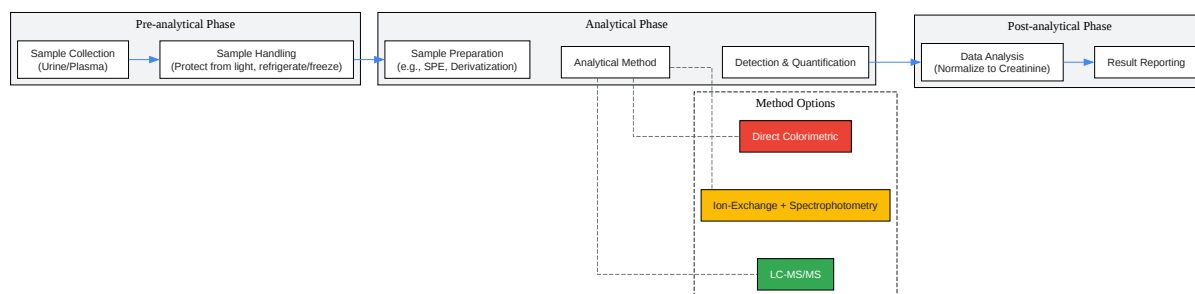 Pre-analytical Phase
Sample Collection
(Urine/Plasma)
Sample Handling
(Protect from light, refrigerate/freeze)
Analytical Phase
Sample Preparation
(e.g., SPE, Derivatization)
Analytical Method
Detection & Quantification
Post-analytical Phase
Data Analysis
(Normalize to Creatinine)
Result Reporting
Method Options
Direct Colorimetric
Ion-Exchange + Spectrophotometry
LC-MS/MS